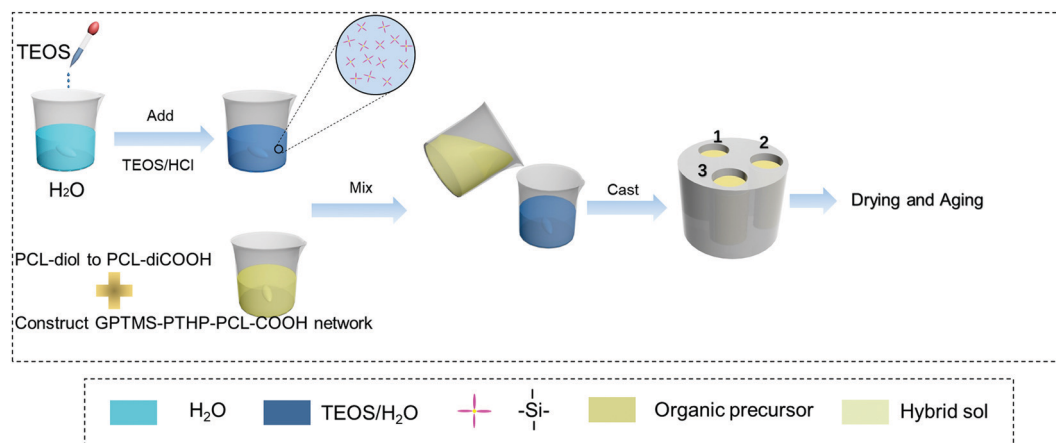 TEOS
H₂O
Add
TEOS/HCl
PCL-diol to PCL-diCOOH
Construct GPTMS-PTHP-PCL-COOH network
Mix
Cast
1
2
3
Drying and Aging
H₂O
TEOS/H₂O
-Si-
Organic precursor
Hybrid sol